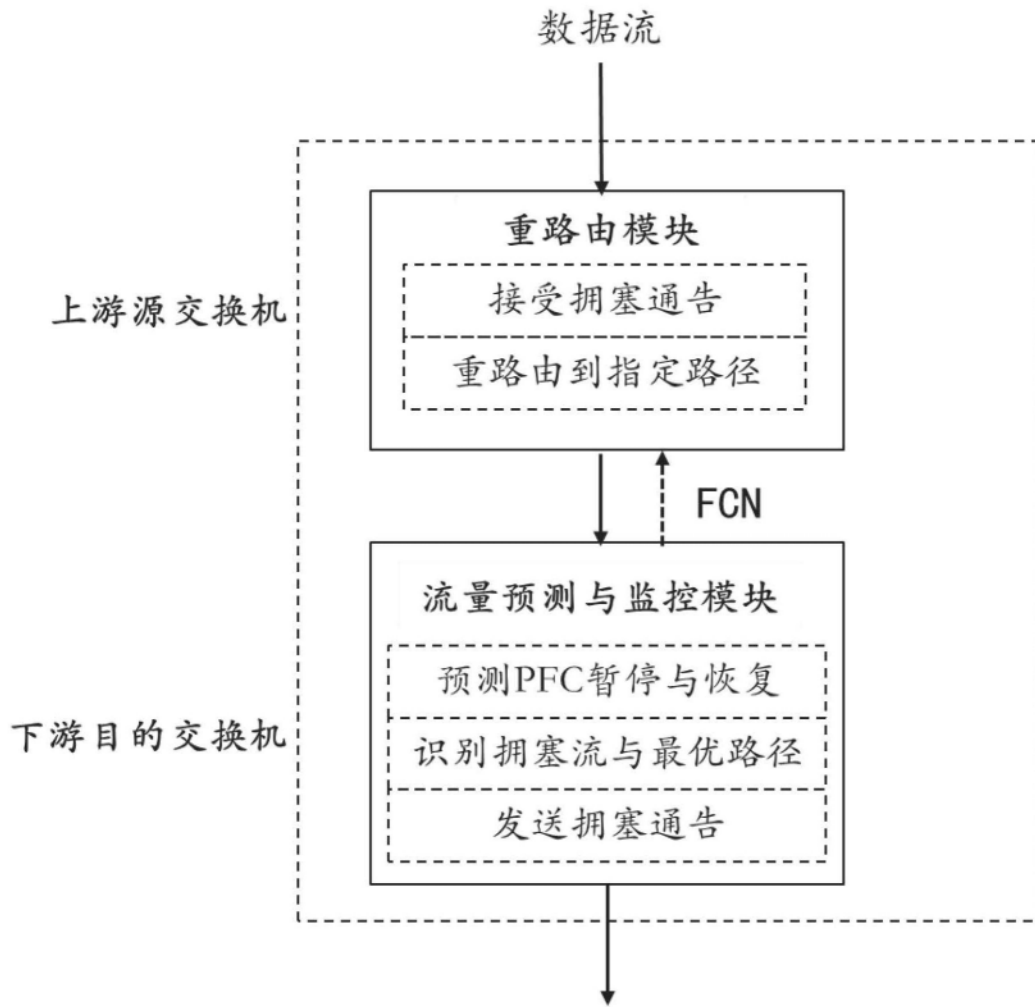 数据流
重路由模块
接受拥塞通告
上游源交换机
重路由到指定路径
FCN
流量预测与监控模块
预测PFC暂停与恢复
下游目的交换机
识别拥塞流与最优路径
发送拥塞通告